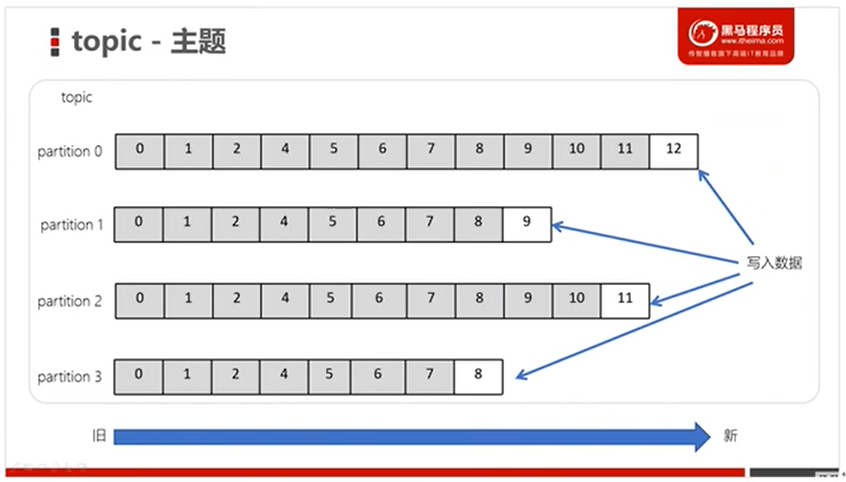 topic - 主题
黑马程序员
www.itheima.com
传智播客旗下高端IT教育品牌
topic
partition 0 0 1 2 4 5 6 7 8 9 10 11 12
partition 1 0 1 2 4 5 6 7 8 9
写入数据
partition 2 0 1 2 4 5 6 7 8 9 10 11
partition 3 0 1 2 4 5 6 7 8
旧 新